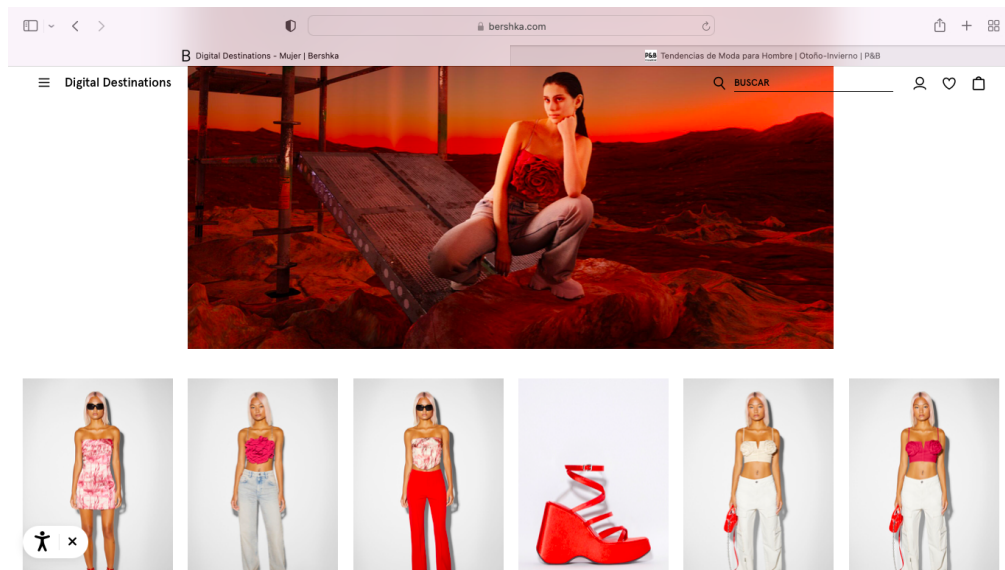 bershka.com
B Digital Destinations - Mujer | Bershka
P&B Tendencias de Moda para Hombre | Otoño-Invierno | P&B
Digital Destinations
BUSCAR